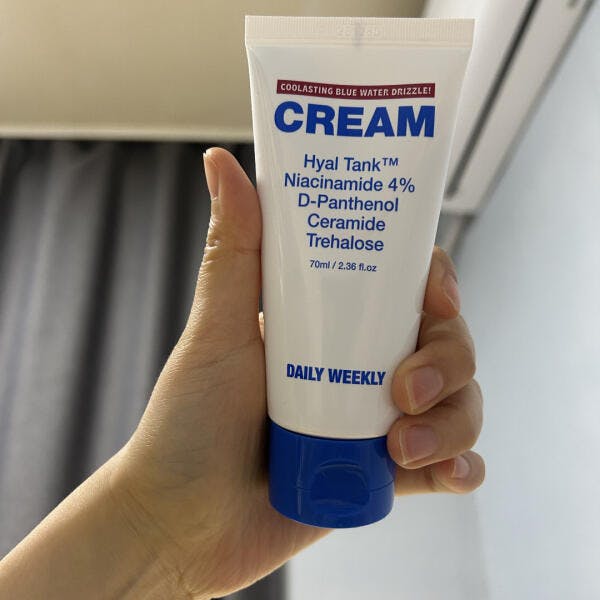 COOLASTING BLUE WATER DRIZZLE!
CREAM
Hyal Tank™
Niacinamide 4%
D-Panthenol
Ceramide
Trehalose
70ml / 2.36 fl.oz
DAILY WEEKLY